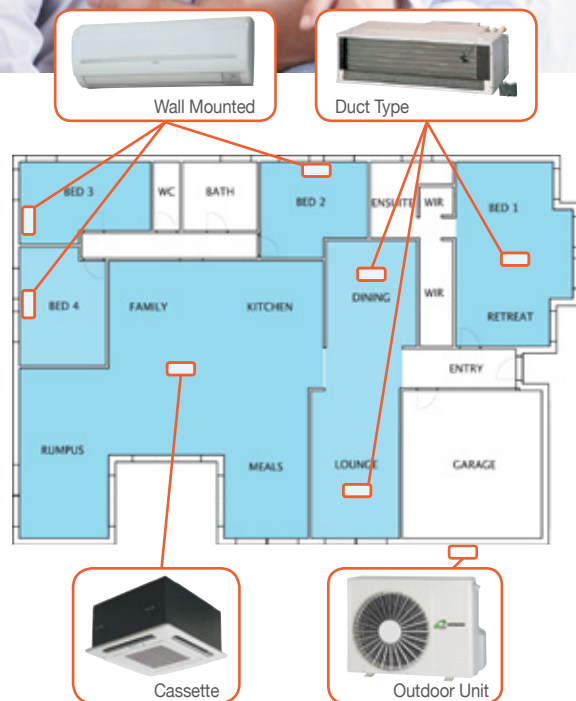 Wall Mounted
Duct Type
BED 3
WC
BATH
BED 2
ENSUITE
WIR
BED 1
BED 4
FAMILY
KITCHEN
DINING
WIR
RETREAT
ENTRY
RUMPUS
MEALS
LOUNGE
GARAGE
Cassette
Outdoor Unit